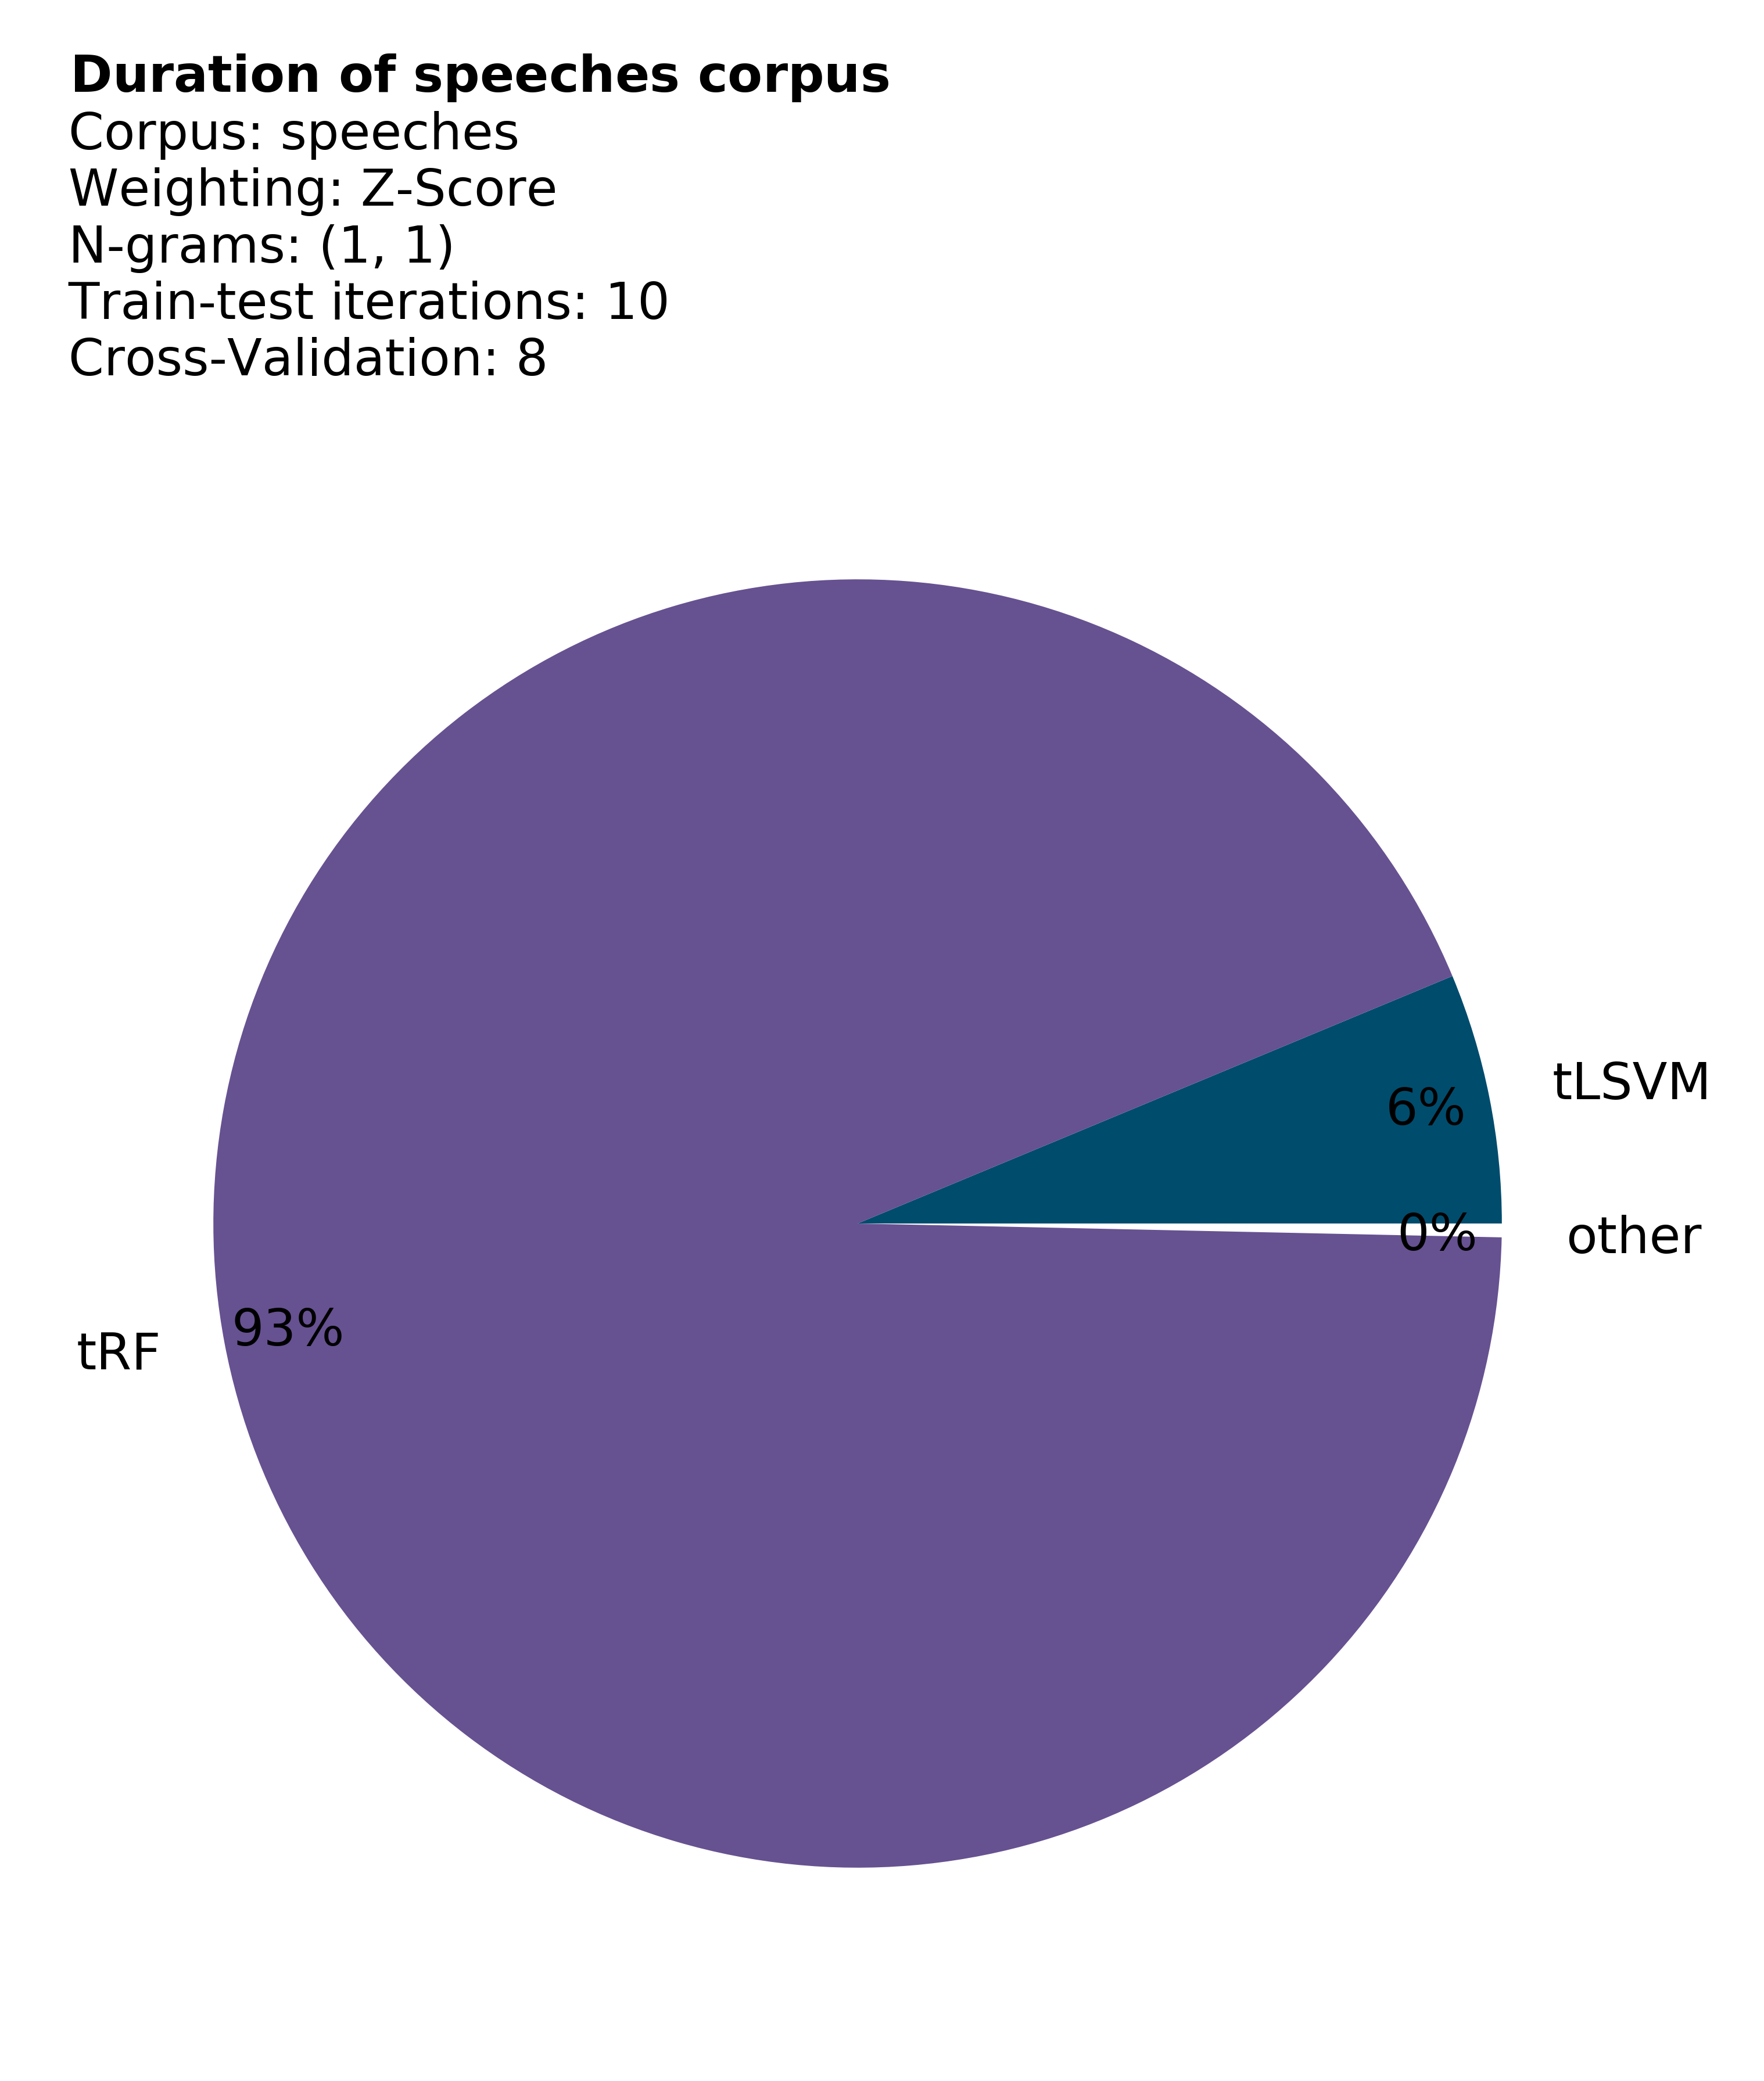 Duration of speeches corpus
Corpus: speeches
Weighting: Z-Score
N-grams: (1, 1)
Train-test iterations: 10
Cross-Validation: 8
tLSVM
6%
0%
other
93%
tRF